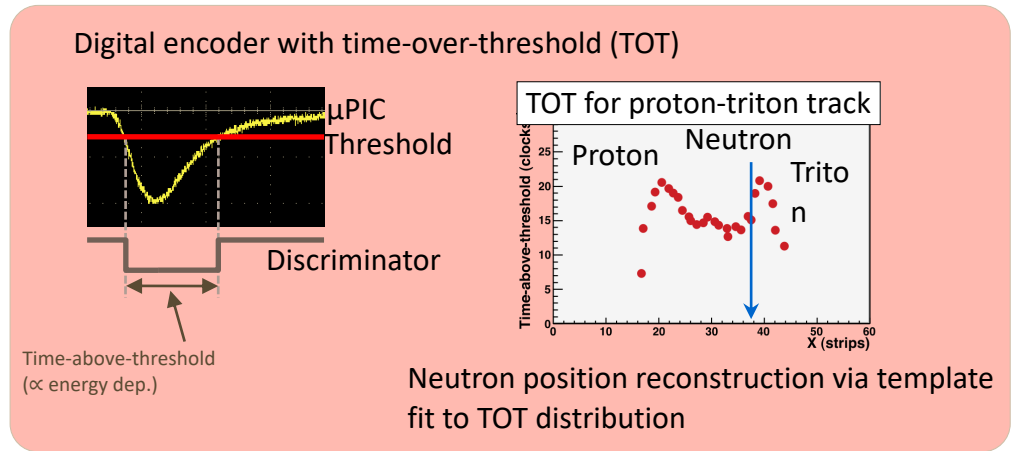 Digital encoder with time-over-threshold (TOT)
μPIC
Threshold
Discriminator
Time-above-threshold
(∝ energy dep.)
TOT for proton-triton track
Proton
Neutron
Trito
n
Time-above-threshold (clocks
25
20
15
10
5
0
0 10 20 30 40 50 60
X (strips)
Neutron position reconstruction via template
fit to TOT distribution